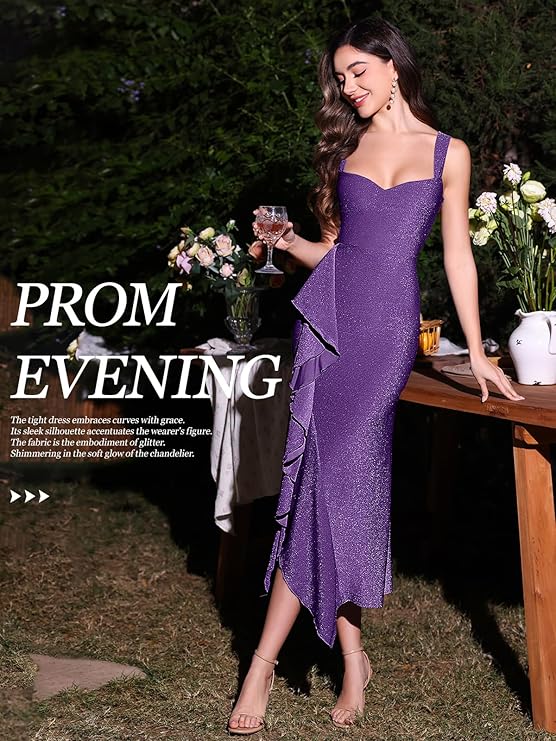 PROM
EVENING
The tight dress embraces curves with grace.
Its sleek silhouette accentuates the wearer's figure.
The fabric is the embodiment of glitter.
Shimmering in the soft glow of the chandelier.